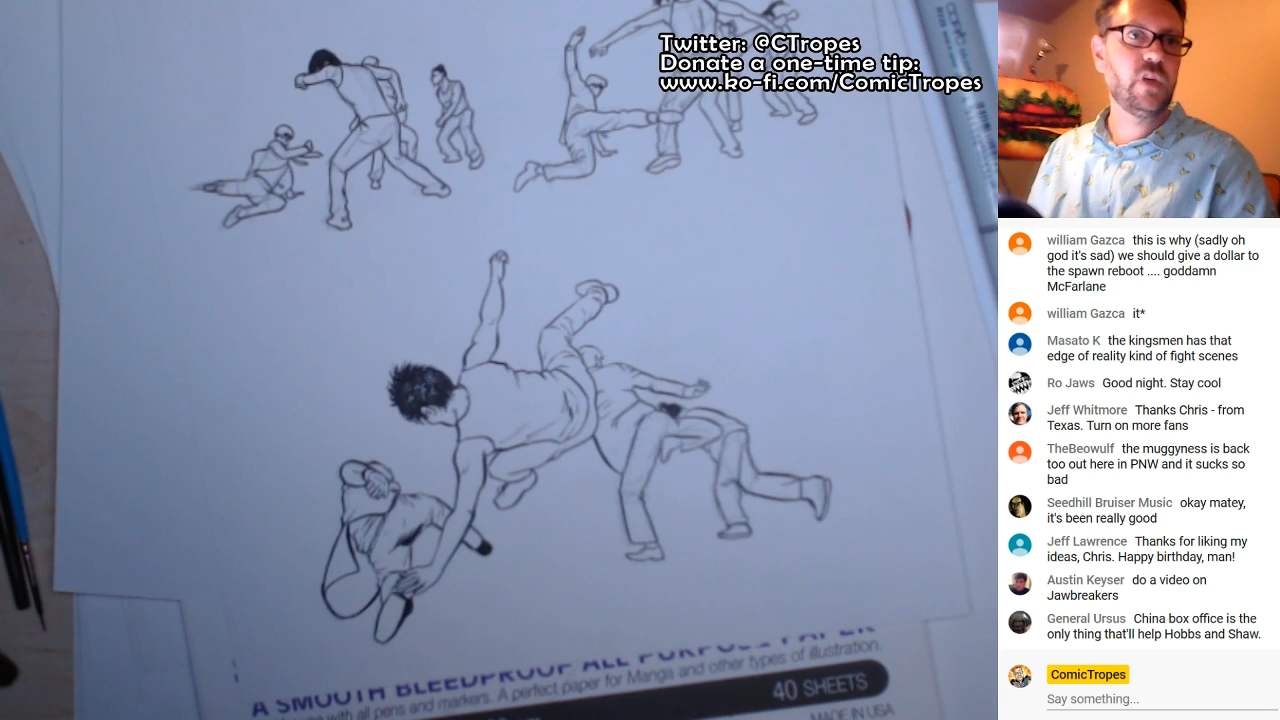 Twitter: @CTropes
Donate a one-time tip:
www.ko-fi.com/ComicTropes
william Gazca this is why (sadly oh
god it's sad) we should give a dollar to
the spawn reboot .... goddamn
McFarlane
william Gazca it*
Masato K the kingsmen has that
edge of reality kind of fight scenes
Ro Jaws Good night. Stay cool
Jeff Whitmore Thanks Chris - from
Texas. Turn on more fans
TheBeowulf the muggyness is back
too out here in PNW and it sucks so
bad
Seedhill Bruiser Music okay matey,
it's been really good
Jeff Lawrence Thanks for liking my
ideas, Chris. Happy birthday, man!
Austin Keyser do a video on
Jawbreakers
General Ursus China box office is the
only thing that'll help Hobbs and Shaw.
ComicTropes
Say something...
A SMOOTH BLEEDPROOF ALL PURPOSE PAPER
with all pens and markers. A perfect paper for Manga and other types of illustration.
40 SHEETS
MADE IN USA